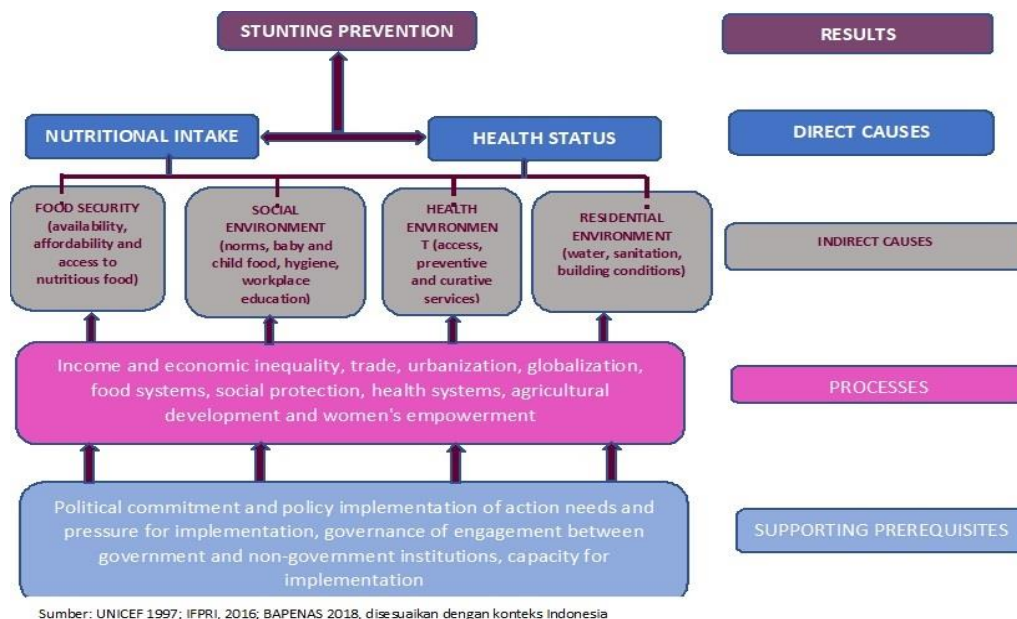 STUNTING PREVENTION
RESULTS
NUTRITIONAL INTAKE
HEALTH STATUS
DIRECT CAUSES
FOOD SECURITY
(availability,
affordability and
access to
nutritious food)
SOCIAL
ENVIRONMENT
(norms, baby and
child food, hygiene,
workplace
education)
HEALTH
ENVIRONMEN
T (access,
preventive
and curative
services)
RESIDENTIAL
ENVIRONMENT
(water, sanitation,
building conditions)
INDIRECT CAUSES
Income and economic inequality, trade, urbanization, globalization,
food systems, social protection, health systems, agricultural
development and women's empowerment
PROCESSES
Political commitment and policy implementation of action needs and
pressure for implementation, governance of engagement between
government and non-government institutions, capacity for
implementation
SUPPORTING PREREQUISITES
Sumber: UNICEF 1997; IFPRI, 2016; BAPENAS 2018, disesuaikan dengan konteks Indonesia